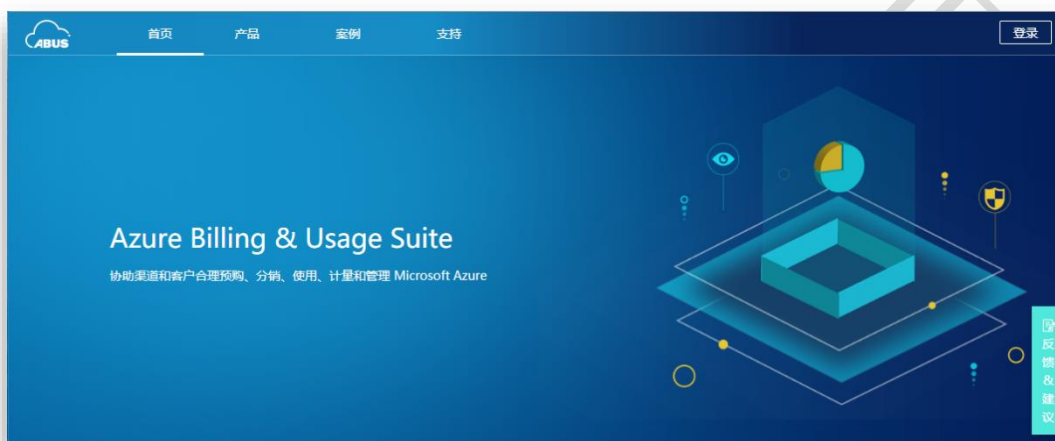 ABUS
首页
产品
案例
支持
登录
Azure Billing & Usage Suite
协助渠道和客户合理预购、分销、使用、计量和管理 Microsoft Azure
反馈&建议